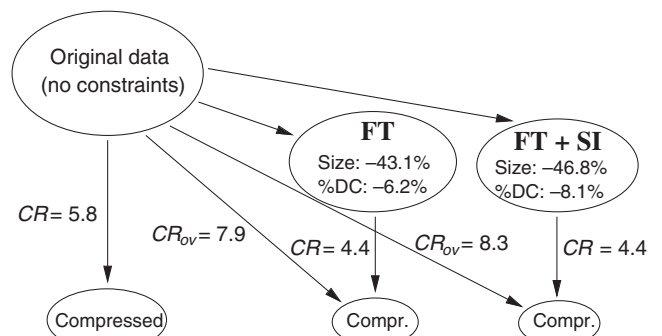 Original data
(no constraints)
FT
Size: –43.1%
%DC: –6.2%
FT + SI
Size: –46.8%
%DC: –8.1%
CR = 5.8
CRov = 7.9
CR = 4.4
CRov = 8.3
CR = 4.4
Compressed
Compr.
Compr.